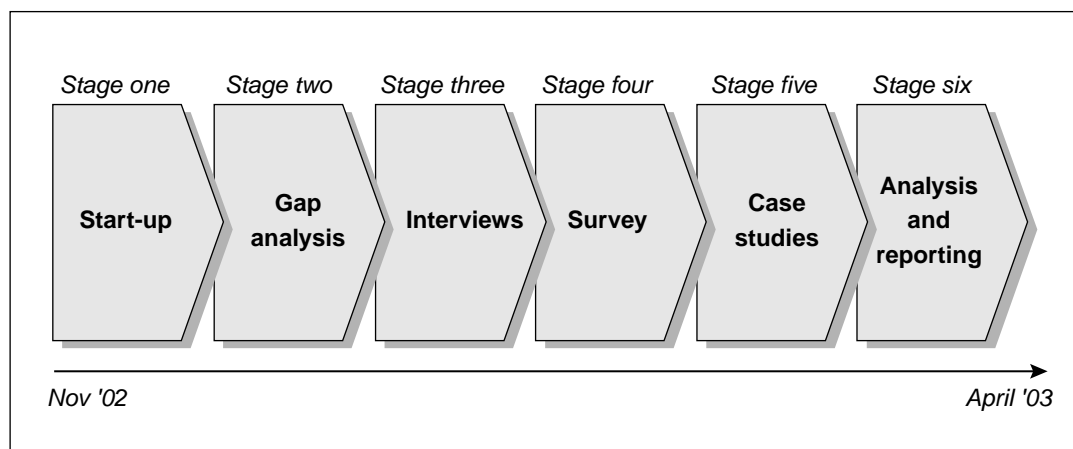 Stage one Stage two Stage three Stage four Stage five Stage six
Start-up
Gap
analysis
Interviews
Survey
Case
studies
Analysis
and
reporting
Nov '02 April '03